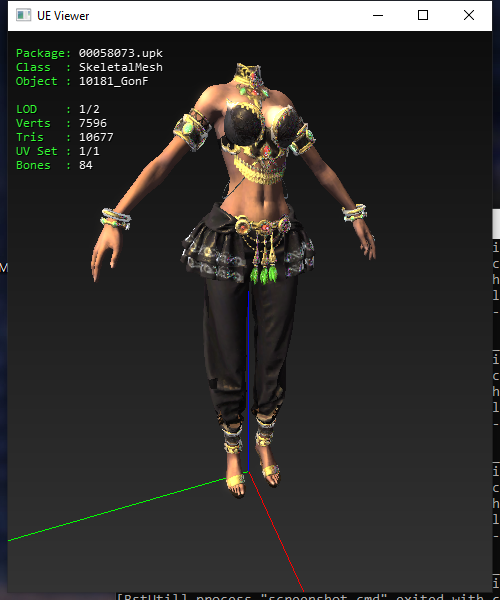 UE Viewer
Package: 00058073.upk
Class  : SkeletalMesh
Object : 10181_GonF
LOD    : 1/2
Verts  : 7596
Tris   : 10677
UV Set : 1/1
Bones  : 84
M
i
c
h
l
-
i
c
h
l
-
i
c
h
l
-
i
[BstUtil] process "screenshot.cmd" exited with c